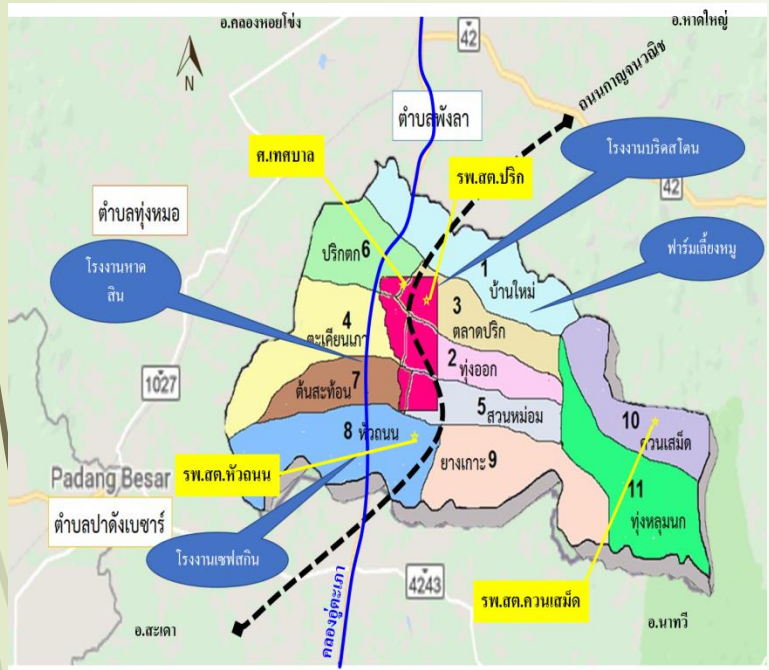 อ.คลองหอยโข่ง
อ.หาดใหญ่
N
42
ถนนกาญจนวณิช
ตำบลพังลา
ศ.เทศบาล
รพ.สต.ปริก
โรงงานบริดสโตน
42
ตำบลทุ่งหมอ
ปริกตก 6
1
บ้านใหม่
ฟาร์มเลี้ยงหมู
โรงงานหาด
สิน
3
ตลาดปริก
4
ตะเคียนเภา
2
ทุ่งออก
1027
ต้นสะท้อน 7
5
สวนหม่อม
8 หัวถนน
10
ควนเสม็ด
Padang Besar
รพ.สต.หัวถนน
ยางเกาะ 9
11
ทุ่งหลุมนก
ตำบลปาดังเบซาร์
โรงงานเซฟสกิน
4243
รพ.สต.ควนเสม็ด
คลองอู่ตะเภา
อ.สะเดา
อ.นาทวี